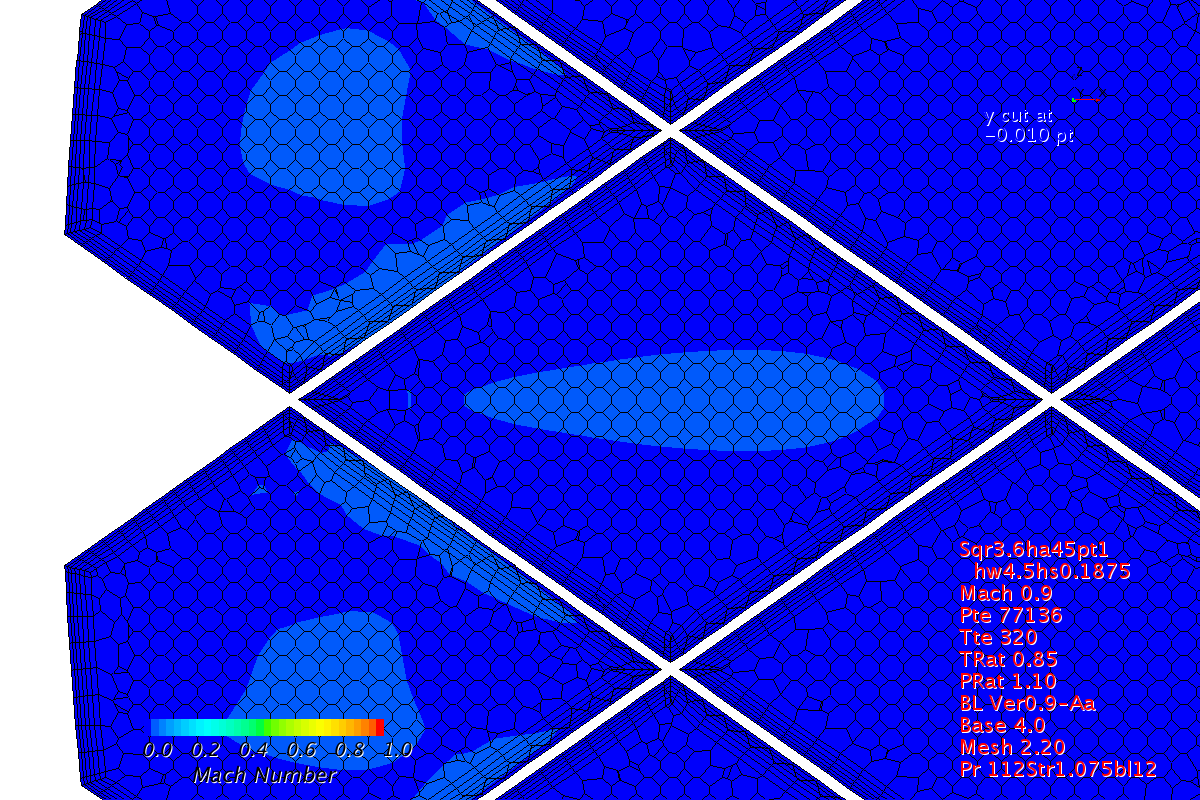 y cut at
−0.010 pt
Sqr3.6ha45pt1
hw4.5hs0.1875
Mach 0.9
Pte 77136
Tte 320
TRat 0.85
PRat 1.10
BL Ver0.9−Aa
Base 4.0
Mesh 2.20
Pr 112Str1.075bl12
0.0 0.2 0.4 0.6 0.8 1.0
Mach Number